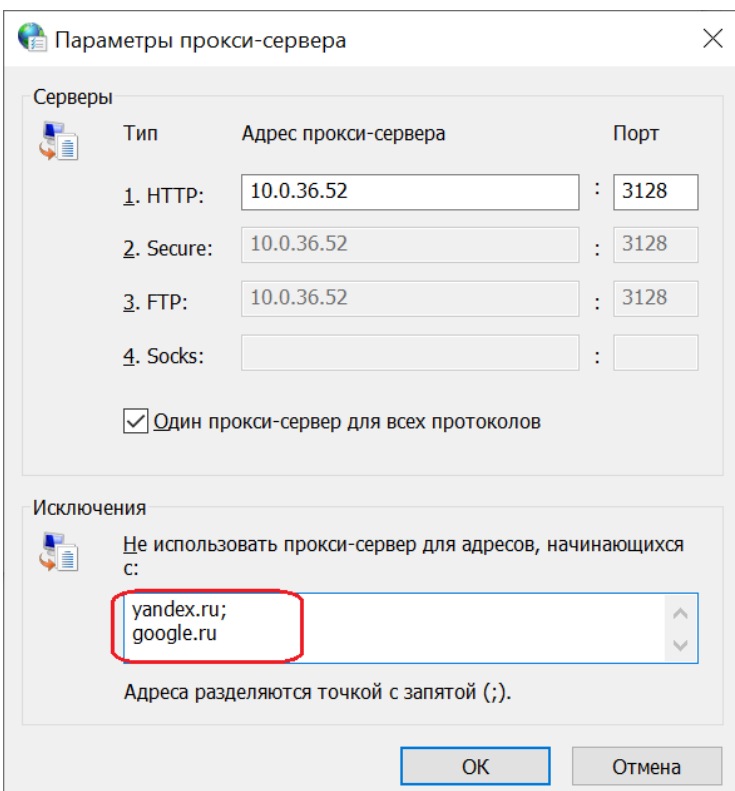 Параметры прокси-сервера
Серверы
Тип Адрес прокси-сервера Порт
1. HTTP: 10.0.36.52 : 3128
2. Secure: 10.0.36.52 : 3128
3. FTP: 10.0.36.52 : 3128
4. Socks: :
Один прокси-сервер для всех протоколов
Исключения
Не использовать прокси-сервер для адресов, начинающихся
с:
yandex.ru;
google.ru
Адреса разделяются точкой с запятой (;).
ОК Отмена